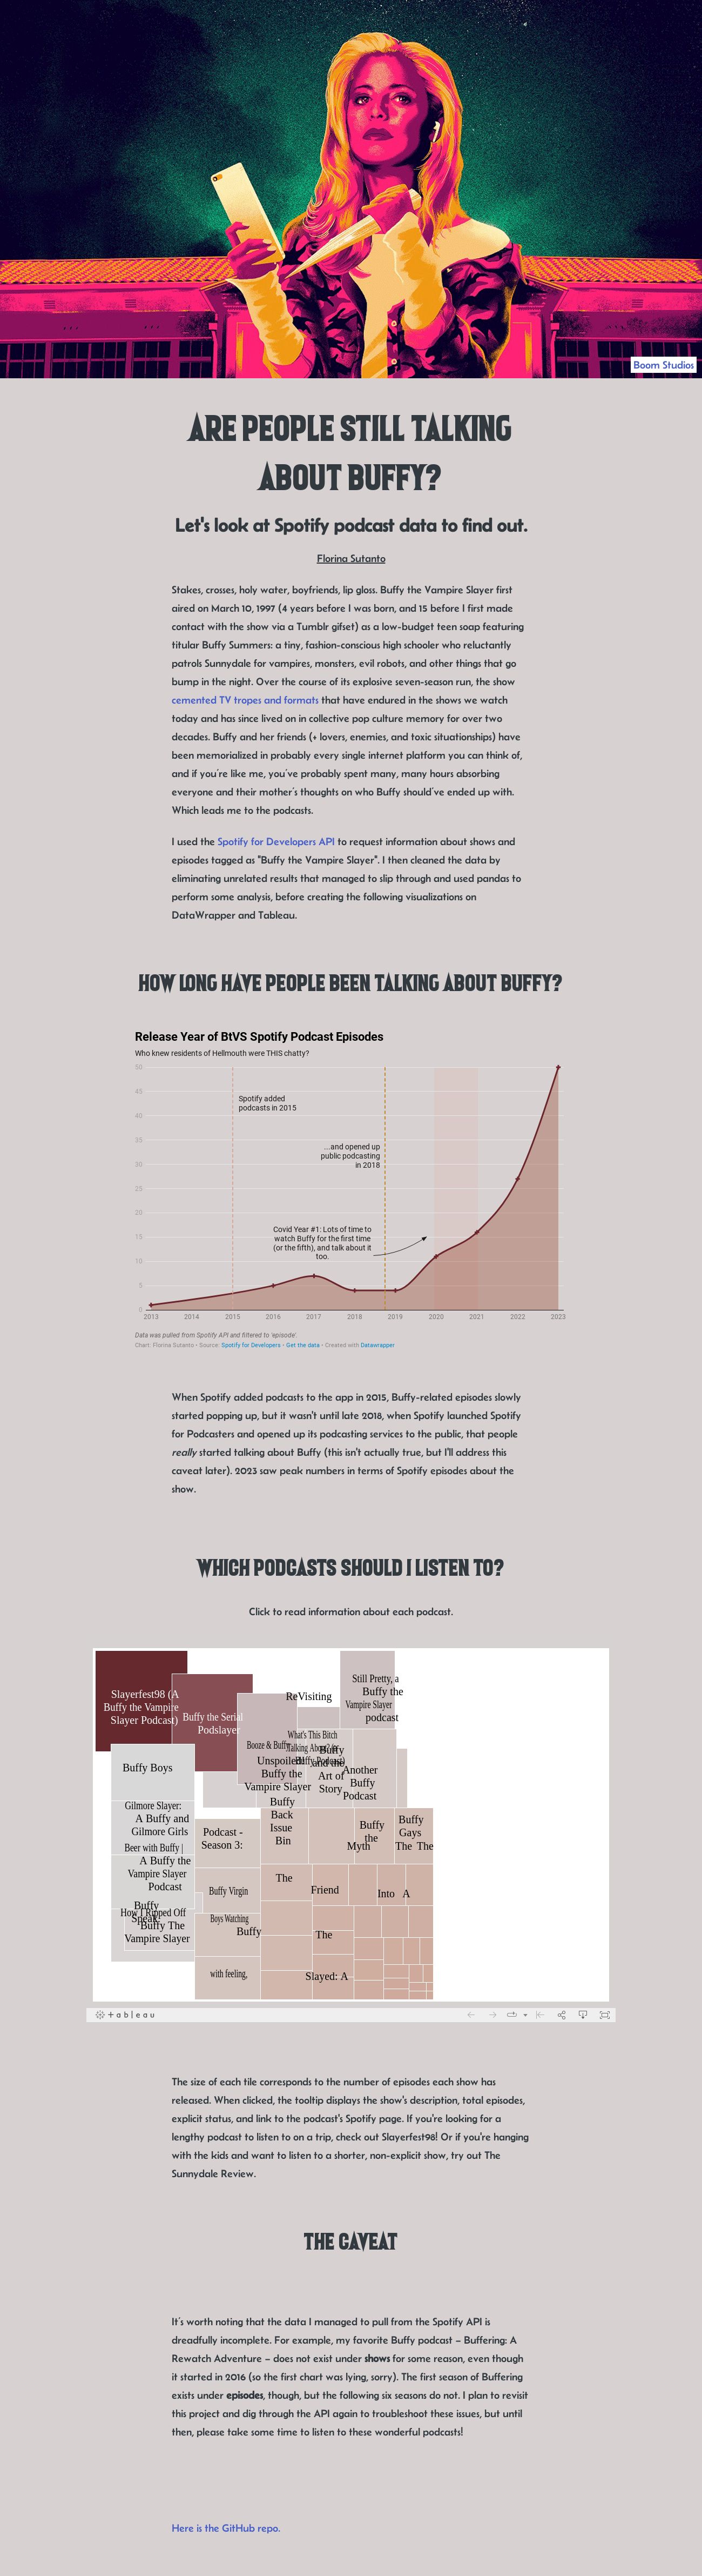 Boom Studios
ARE PEOPLE STILL TALKING
ABOUT BUFFY?
Let's look at Spotify podcast data to find out.
Florina Sutanto
Stakes, crosses, holy water, boyfriends, lip gloss. Buffy the Vampire Slayer first
aired on March 10, 1997 (4 years before I was born, and 15 before I first made
contact with the show via a Tumblr gifset) as a low-budget teen soap featuring
titular Buffy Summers: a tiny, fashion-conscious high schooler who reluctantly
patrols Sunnydale for vampires, monsters, evil robots, and other things that go
bump in the night. Over the course of its explosive seven-season run, the show
cemented TV tropes and formats that have endured in the shows we watch
today and has since lived on in collective pop culture memory for over two
decades. Buffy and her friends (+ lovers, enemies, and toxic situationships) have
been memorialized in probably every single internet platform you can think of,
and if you're like me, you've probably spent many, many hours absorbing
everyone and their mother's thoughts on who Buffy should've ended up with.
Which leads me to the podcasts.
I used the Spotify for Developers API to request information about shows and
episodes tagged as "Buffy the Vampire Slayer". I then cleaned the data by
eliminating unrelated results that managed to slip through and used pandas to
perform some analysis, before creating the following visualizations on
DataWrapper and Tableau.
HOW LONG HAVE PEOPLE BEEN TALKING ABOUT BUFFY?
Release Year of BtVS Spotify Podcast Episodes
Who knew residents of Hellmouth were THIS chatty?
50
45
40
35
30
25
20
15
10
5
0
Spotify added
podcasts in 2015
...and opened up
public podcasting
in 2018
Covid Year #1: Lots of time to
watch Buffy for the first time
(or the fifth), and talk about it
too.
2013 2014 2015 2016 2017 2018 2019 2020 2021 2022 2023
Data was pulled from Spotify API and filtered to 'episode'.
Chart: Florina Sutanto • Source: Spotify for Developers • Get the data • Created with Datawrapper
When Spotify added podcasts to the app in 2015, Buffy-related episodes slowly
started popping up, but it wasn't until late 2018, when Spotify launched Spotify
for Podcasters and opened up its podcasting services to the public, that people
really started talking about Buffy (this isn't actually true, but I'll address this
caveat later). 2023 saw peak numbers in terms of Spotify episodes about the
show.
WHICH PODCASTS SHOULD I LISTEN TO?
Click to read information about each podcast.
Slayerfest98 (A
Buffy the Vampire
Slayer Podcast)
Buffy the Serial
Podslayer
ReVisiting
Still Pretty, a
Buffy the
Vampire Slayer
podcast
Booze & Buffy
What's This Bitch
Talking About? (a
Buffy Podcast)
Unspoiled!
Buffy the
Vampire Slayer
Buffy
and the
Art of
Story
Another
Buffy
Podcast
Buffy Boys
Gilmore Slayer:
A Buffy and
Gilmore Girls
Beer with Buffy |
A Buffy the
Vampire Slayer
Podcast
Buffy
Speak:
How I Ripped Off
Buffy The
Vampire Slayer
Podcast -
Season 3:
Buffy
Back
Issue
Bin
Buffy
the
Myth
Buffy
Gays
The The
Buffy Virgin
The
Friend
Into A
Boys Watching
Buffy
The
with feeling,
Slayed: A
+ableau
The size of each tile corresponds to the number of episodes each show has
released. When clicked, the tooltip displays the show's description, total episodes,
explicit status, and link to the podcast's Spotify page. If you're looking for a
lengthy podcast to listen to on a trip, check out Slayerfest98! Or if you're hanging
with the kids and want to listen to a shorter, non-explicit show, try out The
Sunnydale Review.
THE CAVEAT
It's worth noting that the data I managed to pull from the Spotify API is
dreadfully incomplete. For example, my favorite Buffy podcast – Buffering: A
Rewatch Adventure – does not exist under shows for some reason, even though
it started in 2016 (so the first chart was lying, sorry). The first season of Buffering
exists under episodes, though, but the following six seasons do not. I plan to revisit
this project and dig through the API again to troubleshoot these issues, but until
then, please take some time to listen to these wonderful podcasts!
Here is the GitHub repo.